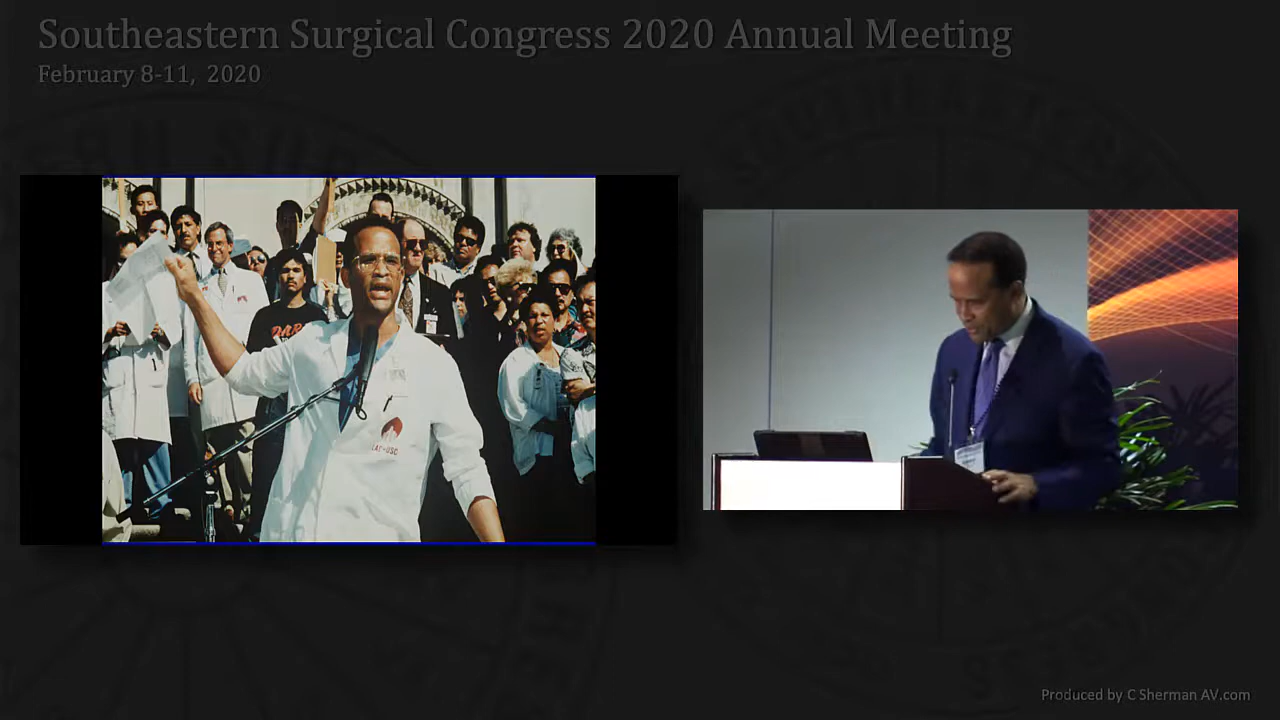 Southeastern Surgical Congress 2020 Annual Meeting
February 8-11, 2020
LAC+USC
Produced by C Sherman AV.com